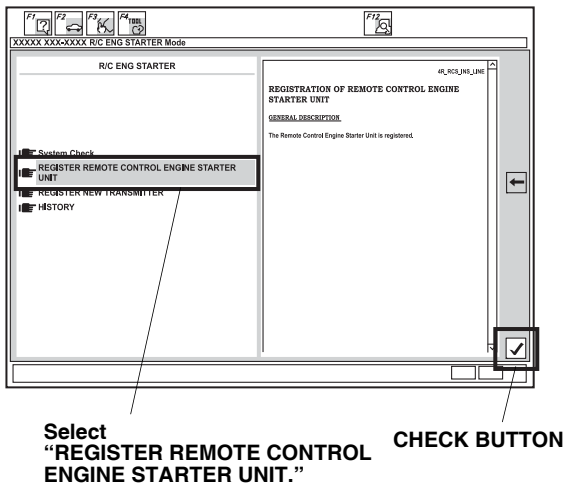 F1 F2 F3 F4 TOOL F12
XXXXX XXX-XXXX R/C ENG STARTER Mode
R/C ENG STARTER
System Check
REGISTER REMOTE CONTROL ENGINE STARTER
UNIT
REGISTER NEW TRANSMITTER
HISTORY
4R_RCS_INS_LINE
REGISTRATION OF REMOTE CONTROL ENGINE
STARTER UNIT
GENERAL DESCRIPTION
The Remote Control Engine Starter Unit is registered.
Select
“REGISTER REMOTE CONTROL
ENGINE STARTER UNIT.”
CHECK BUTTON